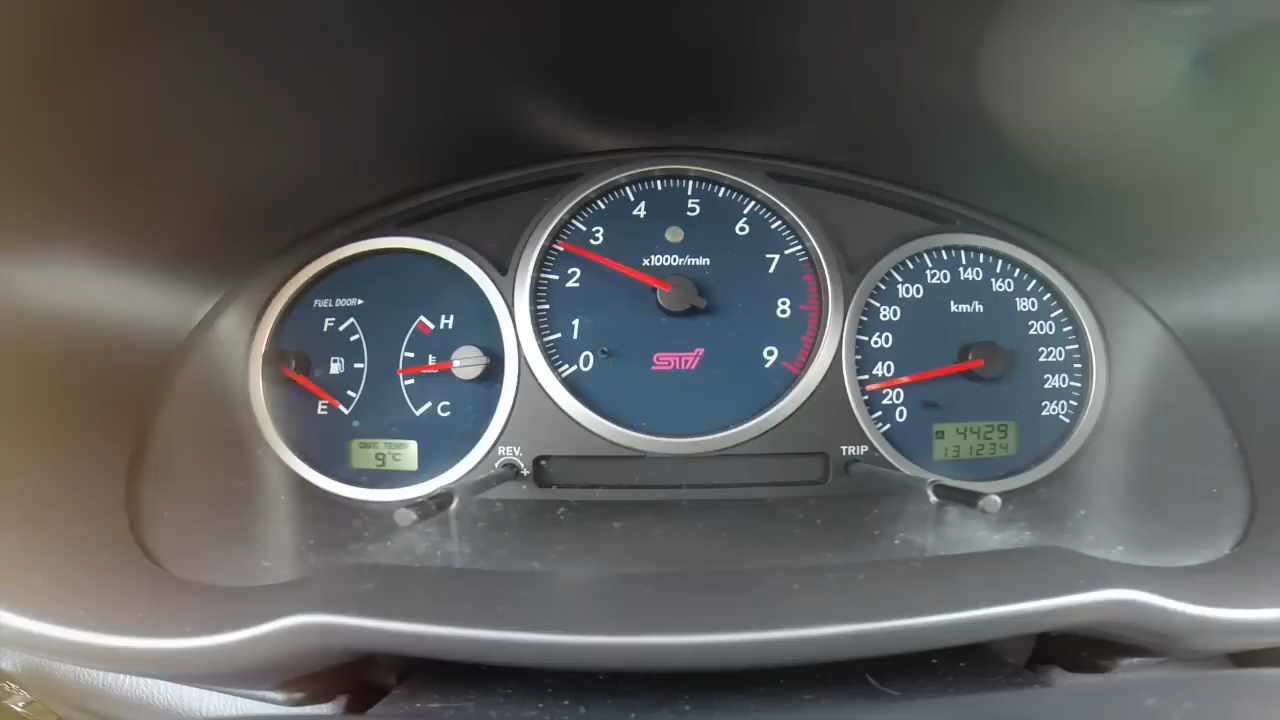 FUEL DOOR▶
F
E
H
C
OUT. TEMP
9°C
REV.
+
0
1
2
3
4
5
6
7
8
9
x1000r/min
STi
0
20
40
60
80
100
120
140
160
180
200
220
240
260
km/h
A 4429
131234
TRIP